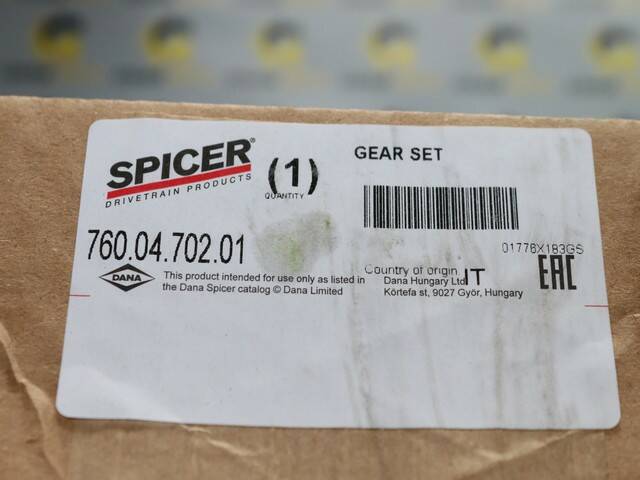 SPICER®
DRIVETRAIN PRODUCTS
(1)
QUANTITY
GEAR SET
760.04.702.01
01776X183GS
DANA
This product intended for use only as listed in
the Dana Spicer catalog © Dana Limited
Country of origin IT
Dana Hungary Ltd
Körtefa st, 9027 Győr, Hungary
EAC